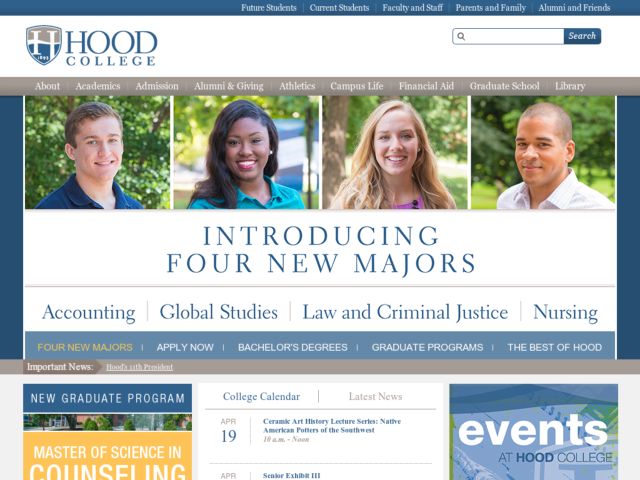 Future Students | Current Students | Faculty and Staff | Parents and Family | Alumni and Friends
HOOD
COLLEGE
1893
Search
About | Academics | Admission | Alumni & Giving | Athletics | Campus Life | Financial Aid | Graduate School | Library
INTRODUCING
FOUR NEW MAJORS
Accounting | Global Studies | Law and Criminal Justice | Nursing
FOUR NEW MAJORS | APPLY NOW | BACHELOR'S DEGREES | GRADUATE PROGRAMS | THE BEST OF HOOD
Important News: Hood's 11th President
NEW GRADUATE PROGRAM
MASTER OF SCIENCE IN
COUNSELING
College Calendar | Latest News
APR
19
Ceramic Art History Lecture Series: Native
American Potters of the Southwest
10 a.m. - Noon
APR
Senior Exhibit III
events
AT HOOD COLLEGE